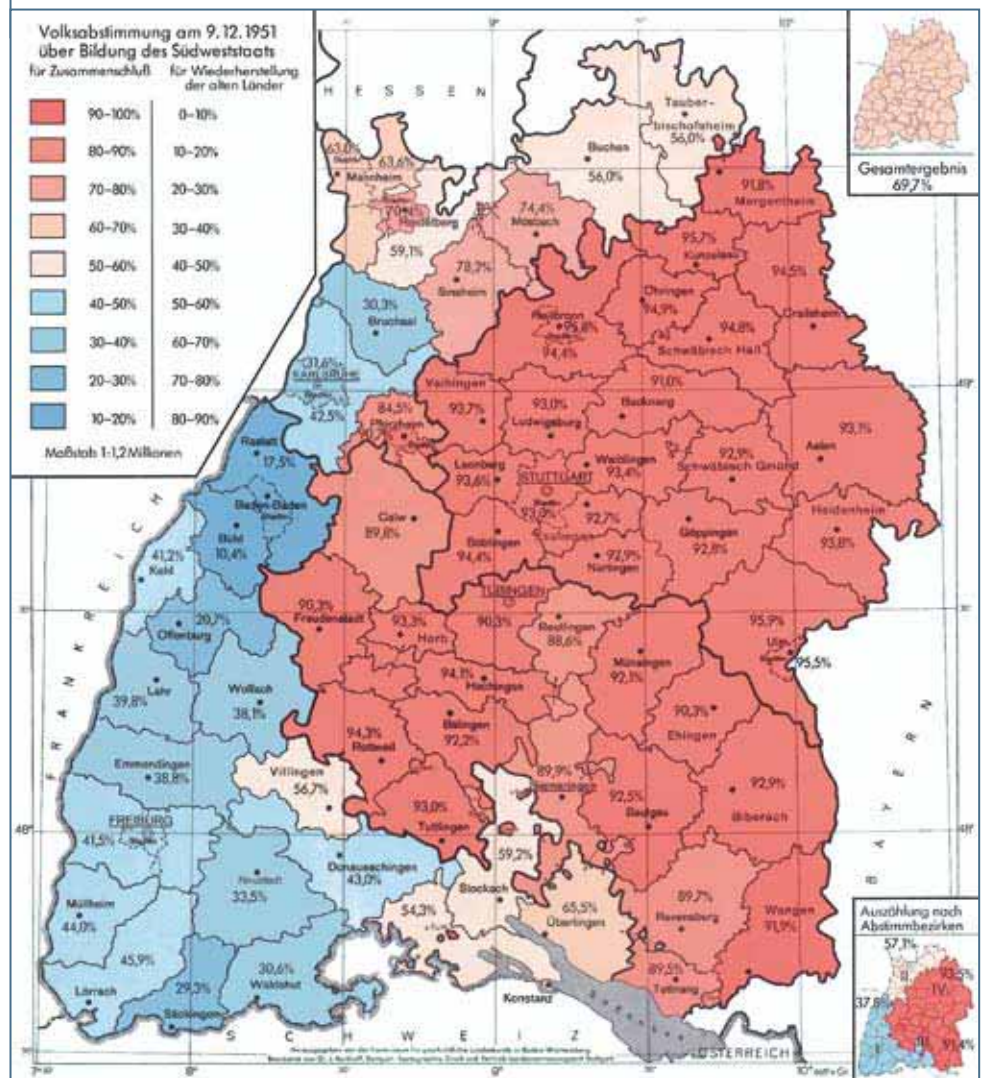 Volksabstimmung am 9.12.1951
über Bildung des Südweststaats
für Zusammenschluß
für Wiederherstellung
der alten Länder
90–100% 0–10%
80–90% 10–20%
70–80% 20–30%
60–70% 30–40%
50–60% 40–50%
40–50% 50–60%
30–40% 60–70%
20–30% 70–80%
10–20% 80–90%
Maßstab 1:1,2 Millionen
Gesamtergebnis
69,7%
HESSEN
Tauber-
bischofsheim
56,0%
Buchen
56,0%
63,0%
63,6%
Mannheim
Heidelberg
59,1%
74,4%
Mosbach
78,2%
Sinsheim
91,8%
Mergentheim
95,7%
Künzelsau
94,5%
Crailsheim
Öhringen
94,9%
94,8%
Schwäbisch Hall
Heilbronn
95,8%
94,4%
30,3%
Bruchsal
(31,6%)
KARLSRUHE
42,5%
84,5%
Pforzheim
Vaihingen
93,7%
93,0%
Ludwigsburg
91,0%
Backnang
93,1%
Aalen
92,9%
Schwäbisch Gmünd
Waiblingen
93,4%
Leonberg
93,6%
STUTTGART
93,0%
Esslingen
92,7%
Göppingen
92,8%
Heidenheim
93,8%
Rastatt
17,5%
Baden-Baden
Bühl
10,4%
Calw
89,8%
Böblingen
94,4%
92,9%
Nürtingen
41,2%
Kehl
20,7%
Offenburg
90,3%
Freudenstadt
93,3%
Horb
TÜBINGEN
90,3%
Reutlingen
88,6%
Münsingen
92,1%
95,9%
Ulm
95,5%
FRANKREICH
Lahr
39,8%
Wolfach
38,1%
94,1%
Hechingen
Balingen
92,2%
94,3%
Rottweil
90,3%
Ehingen
Emmendingen
38,8%
Villingen
56,7%
89,9%
92,5%
Saulgau
92,9%
Biberach
93,0%
Tuttlingen
FREIBURG
41,5%
Donaueschingen
43,0%
Neustadt
33,5%
59,2%
Stockach
54,3%
65,5%
Überlingen
89,7%
Ravensburg
Wangen
91,9%
Müllheim
44,0%
45,9%
Lörrach
29,3%
Säckingen
30,6%
Waldshut
Konstanz
89,5%
Tettnang
BAYERN
SCHWEIZ
ÖSTERREICH
Auszählung nach
Abstimmbezirken
57,1%
93,5%
37,8%
91,4%